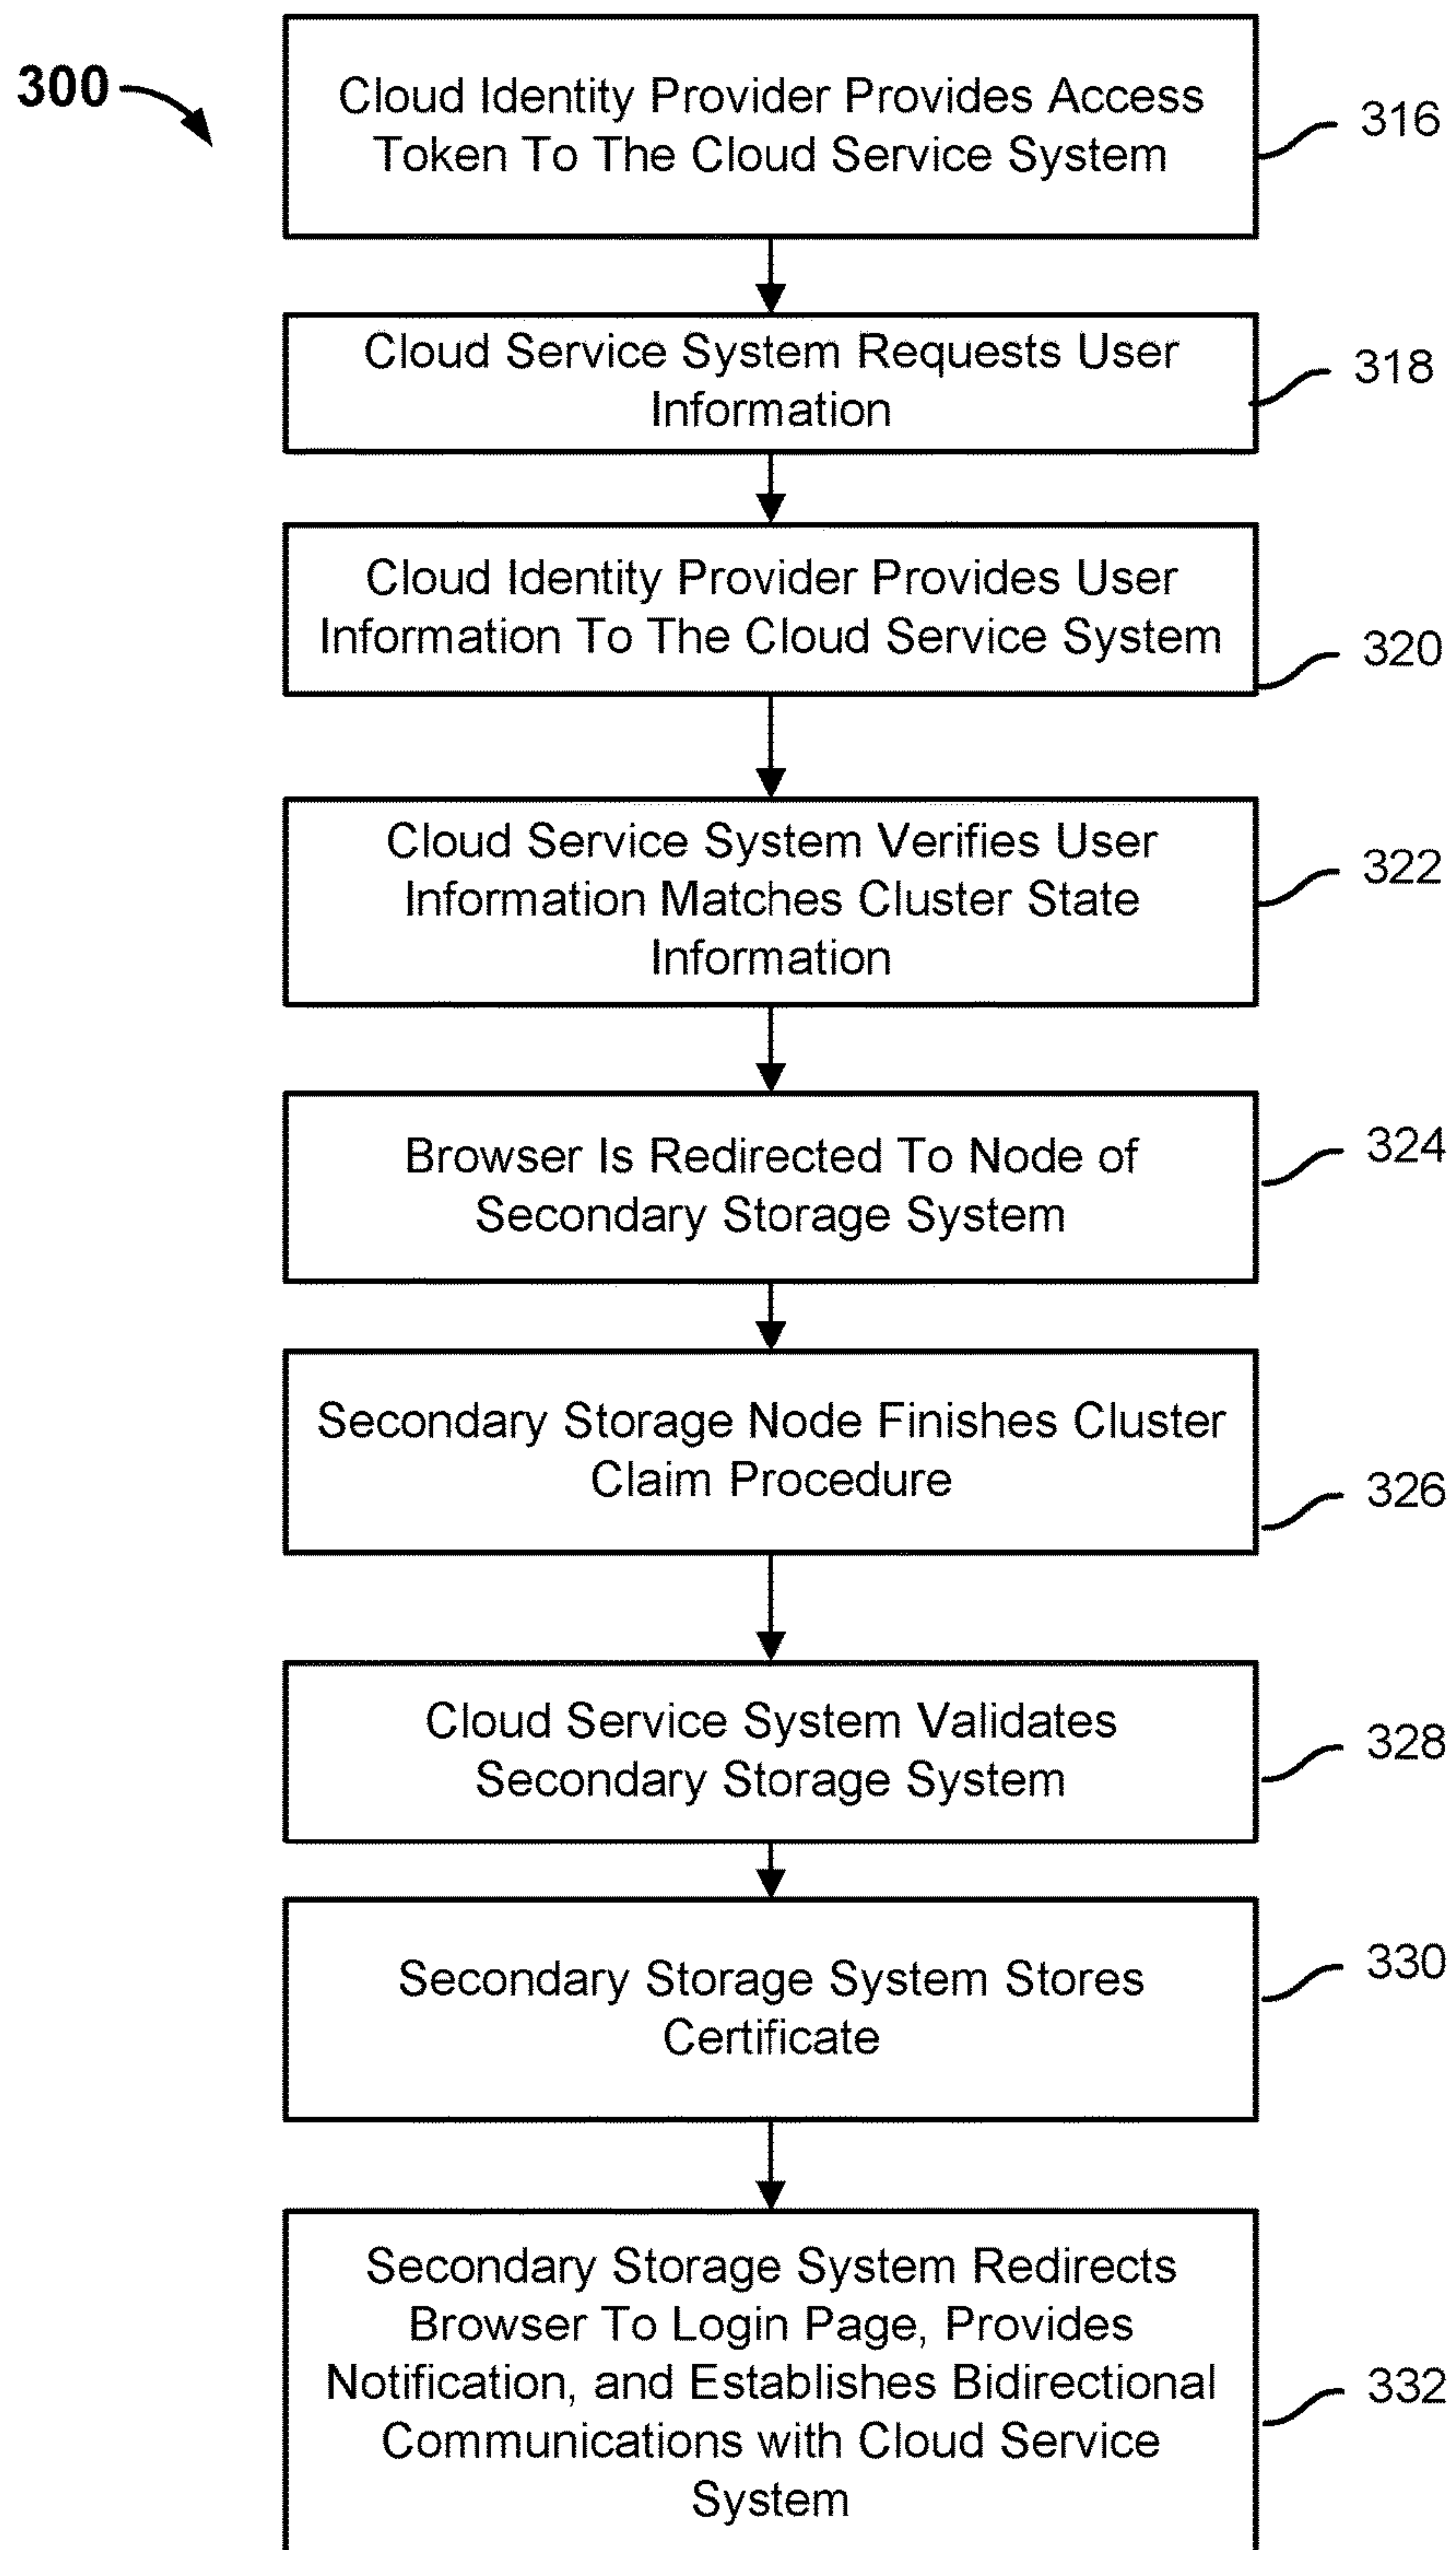 300
Cloud Identity Provider Provides Access
Token To The Cloud Service System
316
Cloud Service System Requests User
Information
318
Cloud Identity Provider Provides User
Information To The Cloud Service System
320
Cloud Service System Verifies User
Information Matches Cluster State
Information
322
Browser Is Redirected To Node of
Secondary Storage System
324
Secondary Storage Node Finishes Cluster
Claim Procedure
326
Cloud Service System Validates
Secondary Storage System
328
Secondary Storage System Stores
Certificate
330
Secondary Storage System Redirects
Browser To Login Page, Provides
Notification, and Establishes Bidirectional
Communications with Cloud Service
System
332